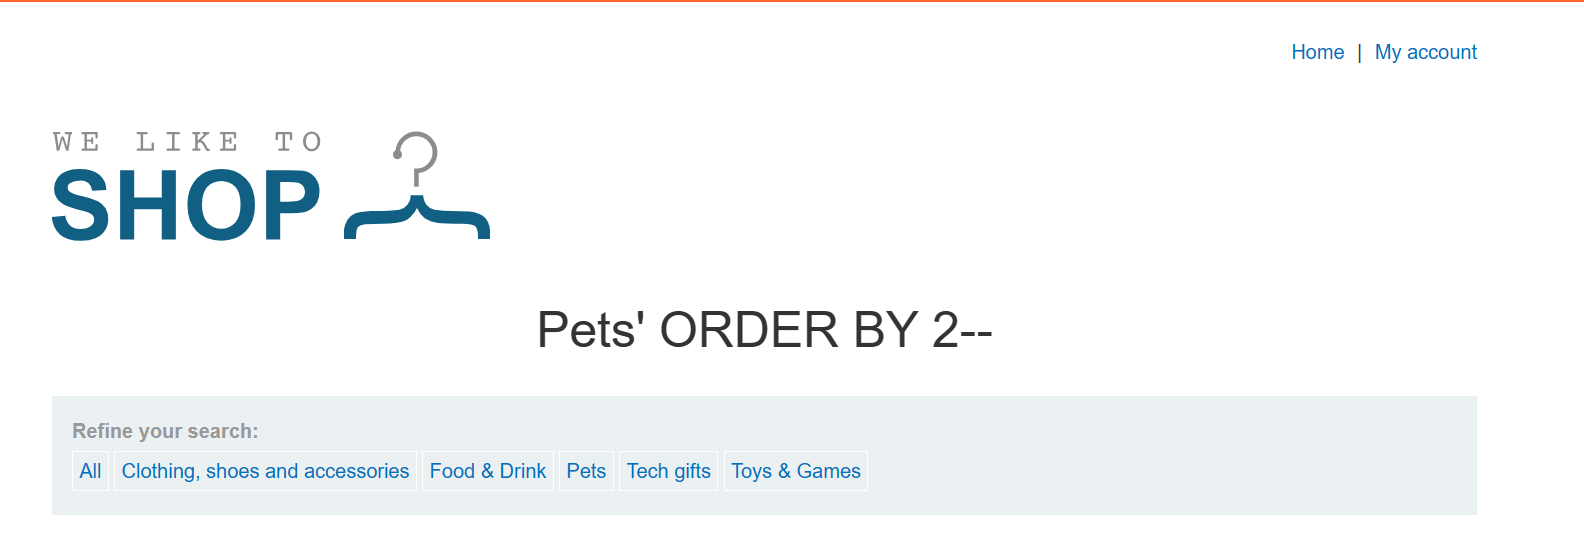 Home | My account
WE LIKE TO
SHOP
Pets' ORDER BY 2--
Refine your search:
All Clothing, shoes and accessories Food & Drink Pets Tech gifts Toys & Games